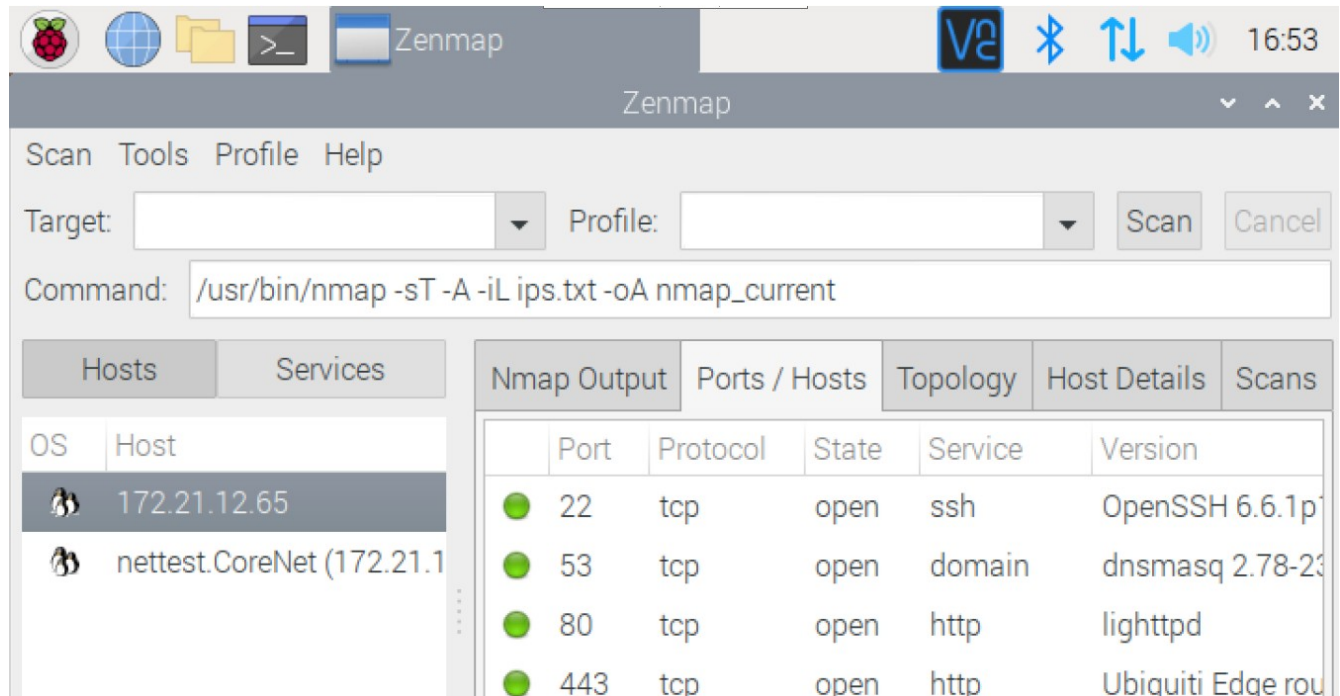 Zenmap 16:53
Zenmap
Scan Tools Profile Help
Target: Profile: Scan Cancel
Command: /usr/bin/nmap -sT -A -iL ips.txt -oA nmap_current
Hosts Services
Nmap Output Ports / Hosts Topology Host Details Scans
OS Host
Port Protocol State Service Version
172.21.12.65
22 tcp open ssh OpenSSH 6.6.1p1
nettest.CoreNet (172.21.1
53 tcp open domain dnsmasq 2.78-23
80 tcp open http lighttpd
443 tcp open http Ubiquiti Edge rou